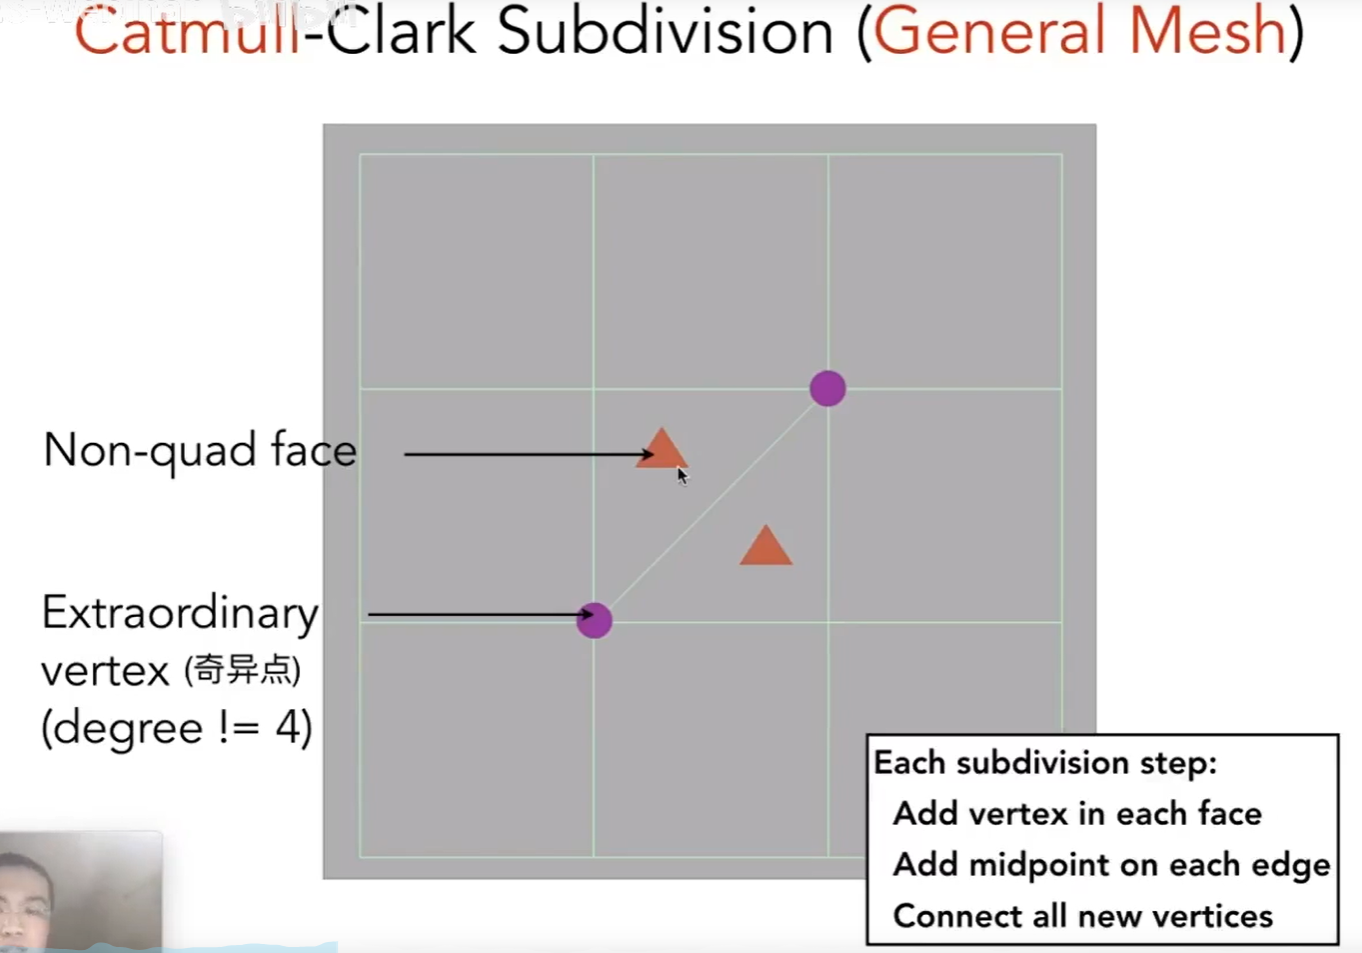 Catmull-Clark Subdivision (General Mesh)
Non-quad face
Extraordinary
vertex (奇异点)
(degree != 4)
Each subdivision step:
Add vertex in each face
Add midpoint on each edge
Connect all new vertices